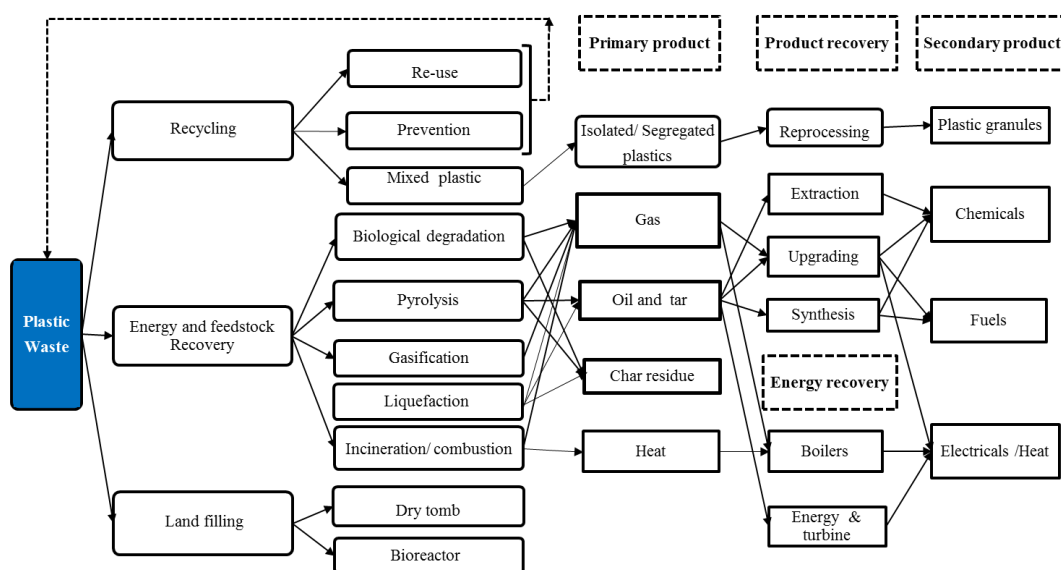 Primary product
Product recovery
Secondary product
Re-use
Recycling
Prevention
Isolated/ Segregated
plastics
Reprocessing
Plastic granules
Mixed plastic
Extraction
Gas
Chemicals
Biological degradation
Upgrading
Plastic
Waste
Energy and feedstock
Recovery
Pyrolysis
Oil and tar
Synthesis
Fuels
Gasification
Char residue
Energy recovery
Liquefaction
Incineration/ combustion
Heat
Boilers
Electricals /Heat
Land filling
Dry tomb
Energy &
turbine
Bioreactor